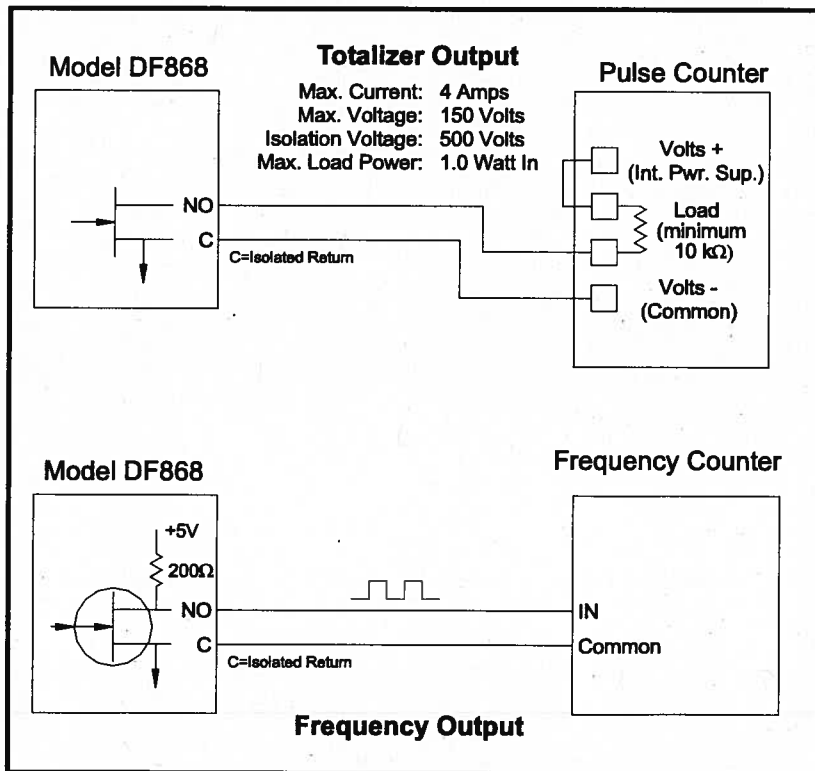 Totalizer Output
Model DF868
Pulse Counter
Max. Current: 4 Amps
Max. Voltage: 150 Volts
Isolation Voltage: 500 Volts
Max. Load Power: 1.0 Watt In
Volts +
(Int. Pwr. Sup.)
NO
Load
(minimum
10 kΩ)
C
C=Isolated Return
Volts -
(Common)
Model DF868
Frequency Counter
+5V
200Ω
NO
IN
C
Common
C=Isolated Return
Frequency Output